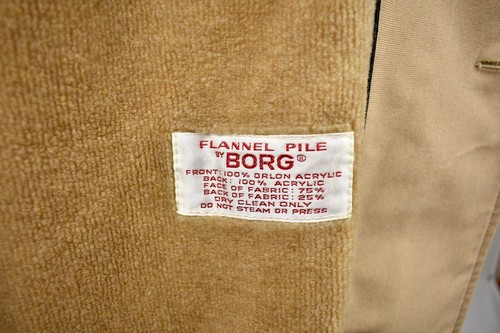 FLANNEL PILE
BY BORG®
FRONT: 100% ORLON ACRYLIC
BACK: 100% ACRYLIC
FACE OF FABRIC: 75%
BACK OF FABRIC: 25%
DRY CLEAN ONLY
DO NOT STEAM OR PRESS